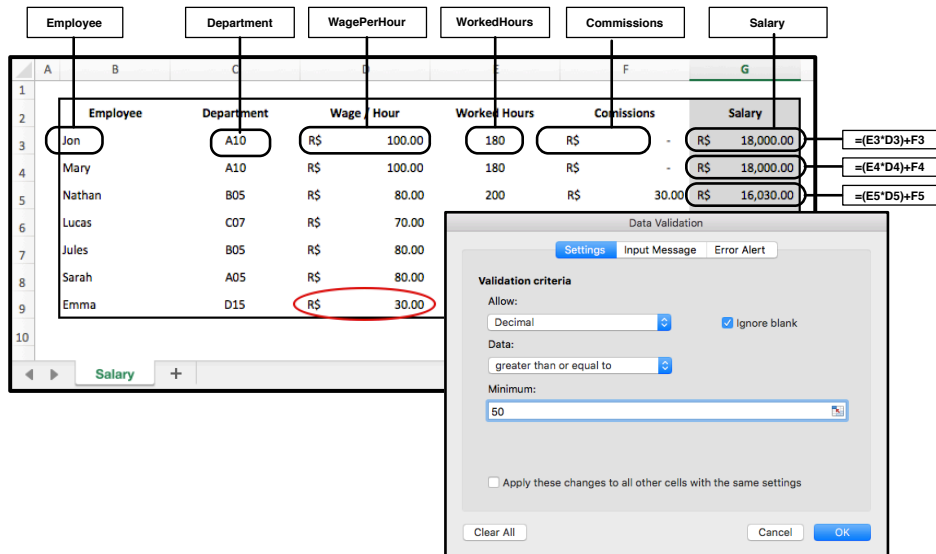 Employee Department WagePerHour WorkedHours Commissions Salary
A B C D E F G
1
2 Employee Department Wage / Hour Worked Hours Comissions Salary
3 Jon A10 R$ 100.00 180 R$ - R$ 18,000.00 =(E3*D3)+F3
4 Mary A10 R$ 100.00 180 R$ - R$ 18,000.00 =(E4*D4)+F4
5 Nathan B05 R$ 80.00 200 R$ 30.00 R$ 16,030.00 =(E5*D5)+F5
6 Lucas C07 R$ 70.00
7 Jules B05 R$ 80.00
8 Sarah A05 R$ 80.00
9 Emma D15 R$ 30.00
10
Salary +
Data Validation
Settings Input Message Error Alert
Validation criteria
Allow:
Decimal Ignore blank
Data:
greater than or equal to
Minimum:
50
Apply these changes to all other cells with the same settings
Clear All Cancel OK